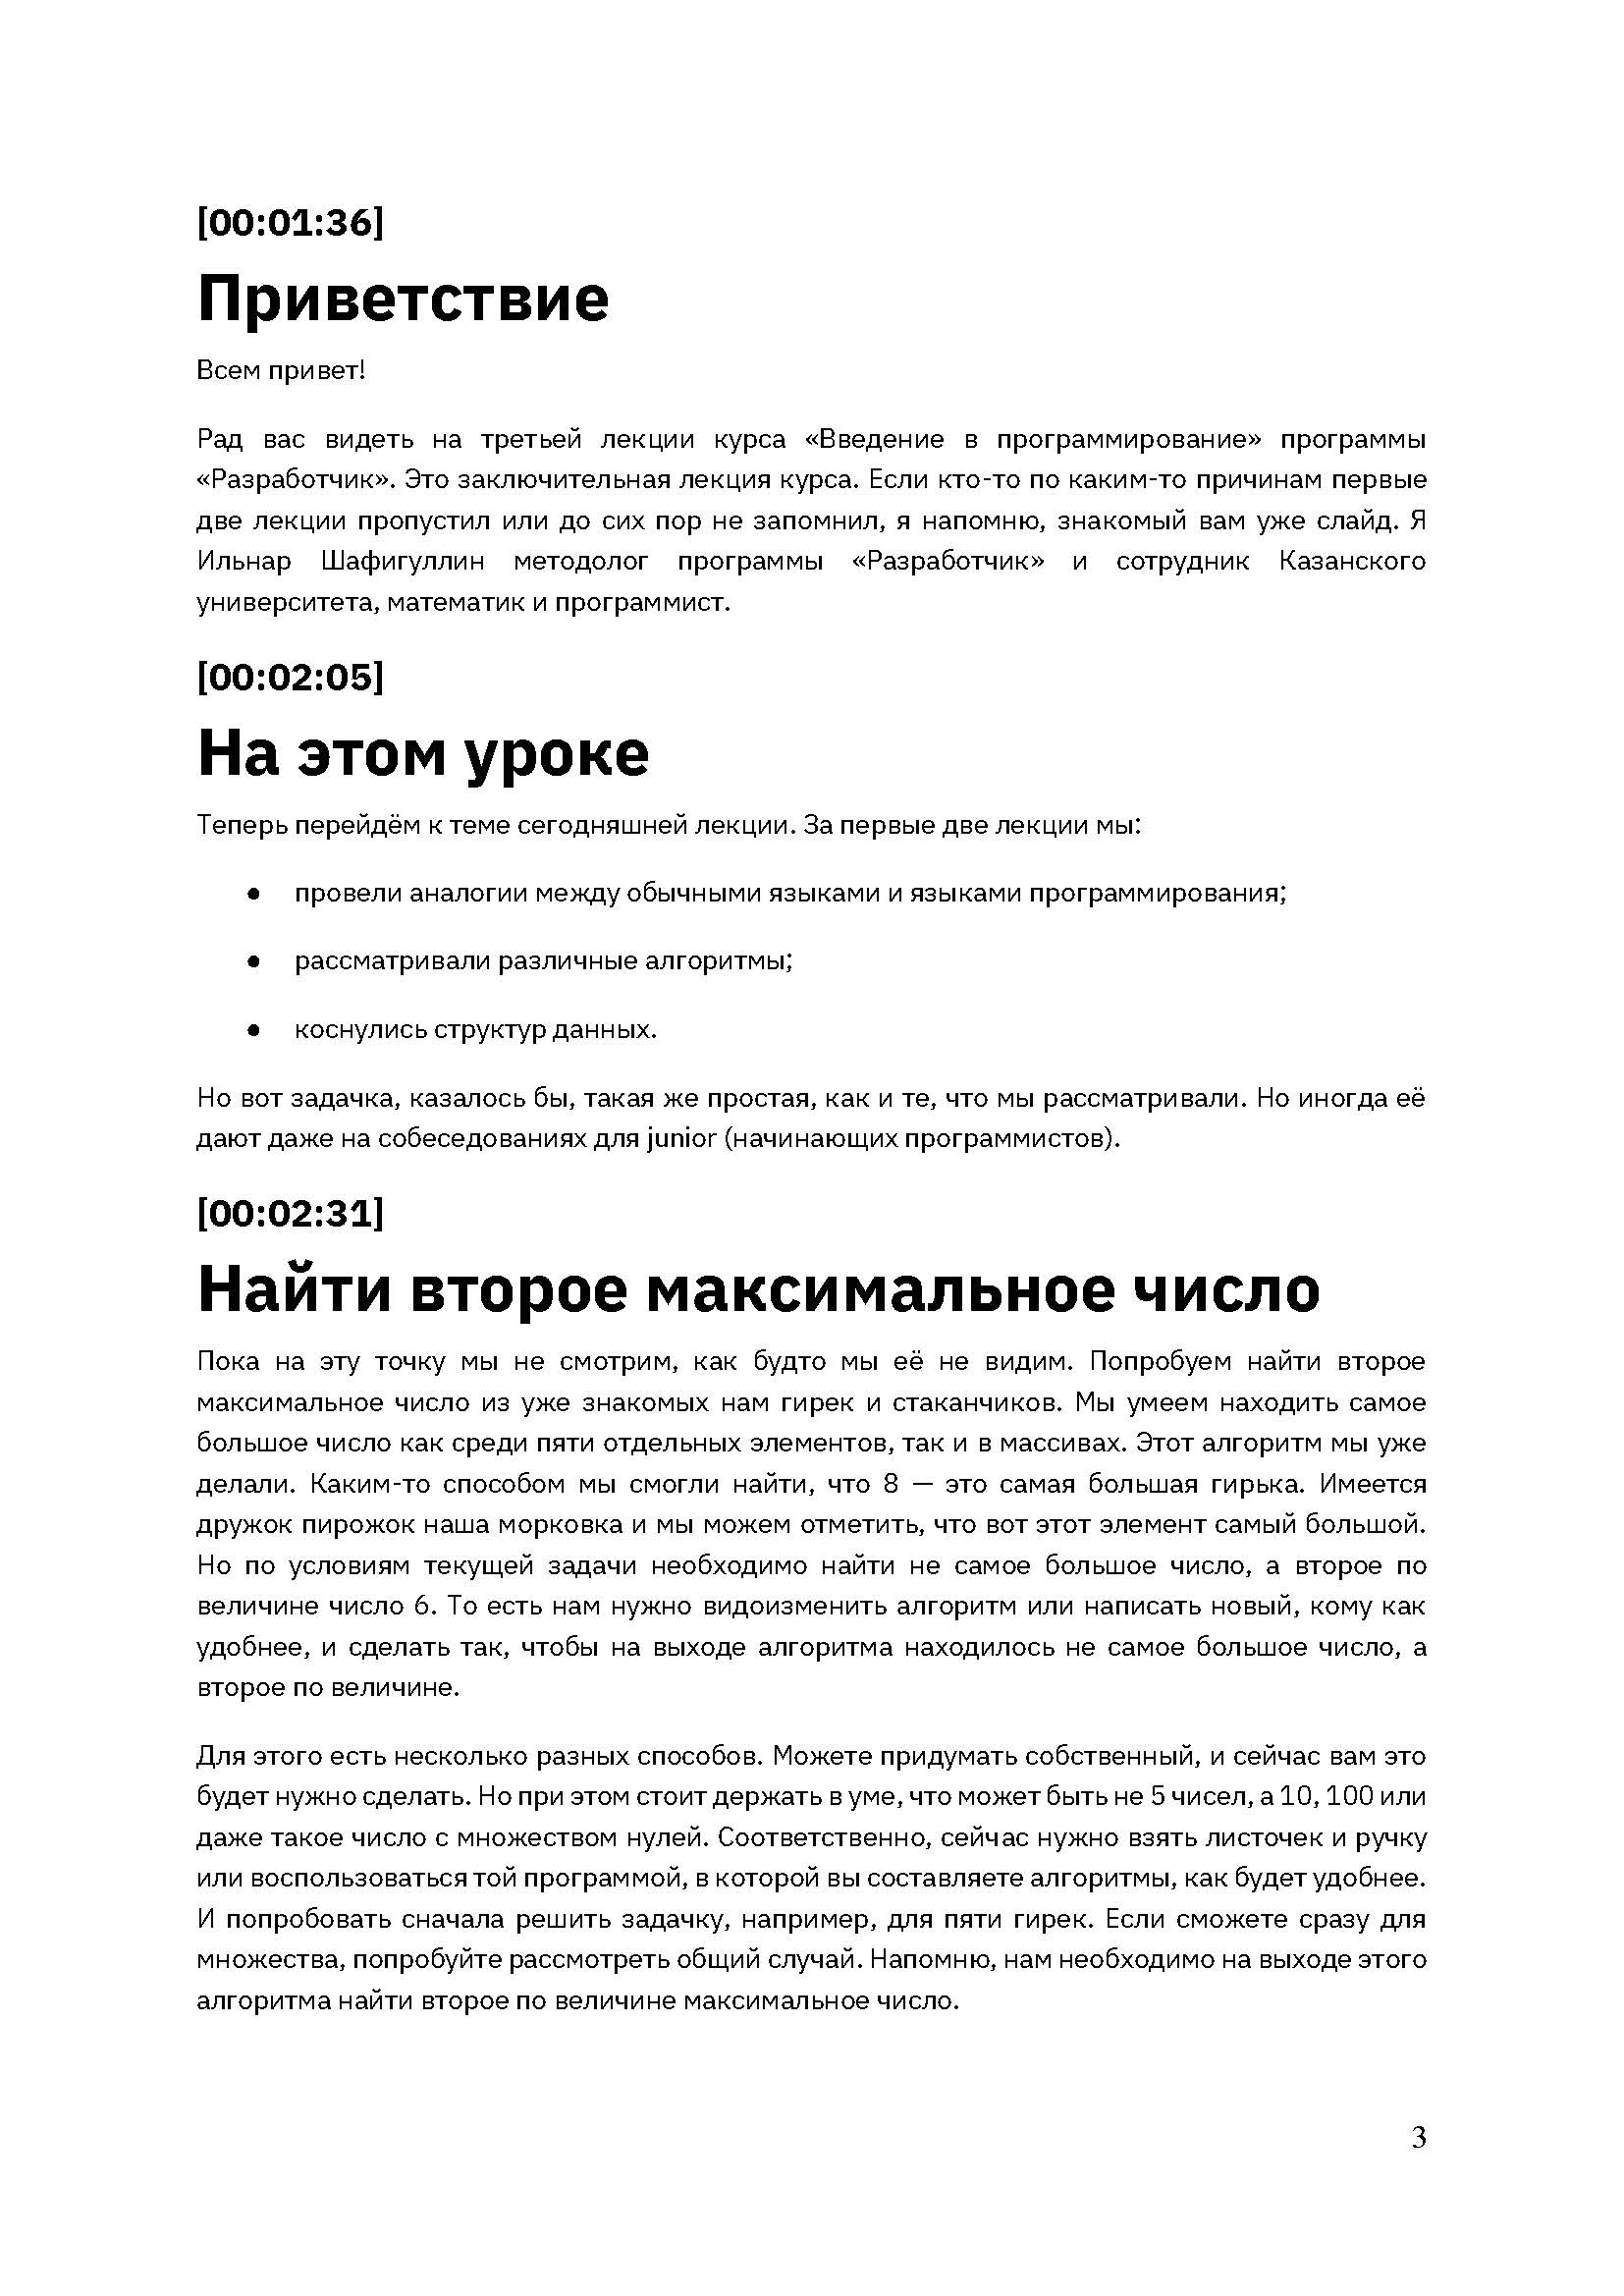 [00:01:36]
Приветствие
Всем привет!
Рад вас видеть на третьей лекции курса «Введение в программирование» программы
«Разработчик». Это заключительная лекция курса. Если кто-то по каким-то причинам первые
две лекции пропустил или до сих пор не запомнил, я напомню, знакомый вам уже слайд. Я
Ильнар Шафигуллин методолог программы «Разработчик» и сотрудник Казанского
университета, математик и программист.
[00:02:05]
На этом уроке
Теперь перейдём к теме сегодняшней лекции. За первые две лекции мы:
● провели аналогии между обычными языками и языками программирования;
● рассматривали различные алгоритмы;
● коснулись структур данных.
Но вот задачка, казалось бы, такая же простая, как и те, что мы рассматривали. Но иногда её
дают даже на собеседованиях для junior (начинающих программистов).
[00:02:31]
Найти второе максимальное число
Пока на эту точку мы не смотрим, как будто мы её не видим. Попробуем найти второе
максимальное число из уже знакомых нам гирек и стаканчиков. Мы умеем находить самое
большое число как среди пяти отдельных элементов, так и в массивах. Этот алгоритм мы уже
делали. Каким-то способом мы смогли найти, что 8 — это самая большая гирька. Имеется
дружок пирожок наша морковка и мы можем отметить, что вот этот элемент самый большой.
Но по условиям текущей задачи необходимо найти не самое большое число, а второе по
величине число 6. То есть нам нужно видоизменить алгоритм или написать новый, кому как
удобнее, и сделать так, чтобы на выходе алгоритма находилось не самое большое число, а
второе по величине.
Для этого есть несколько разных способов. Можете придумать собственный, и сейчас вам это
будет нужно сделать. Но при этом стоит держать в уме, что может быть не 5 чисел, а 10, 100 или
даже такое число с множеством нулей. Соответственно, сейчас нужно взять листочек и ручку
или воспользоваться той программой, в которой вы составляете алгоритмы, как будет удобнее.
И попробовать сначала решить задачку, например, для пяти гирек. Если сможете сразу для
множества, попробуйте рассмотреть общий случай. Напомню, нам необходимо на выходе этого
алгоритма найти второе по величине максимальное число.
3